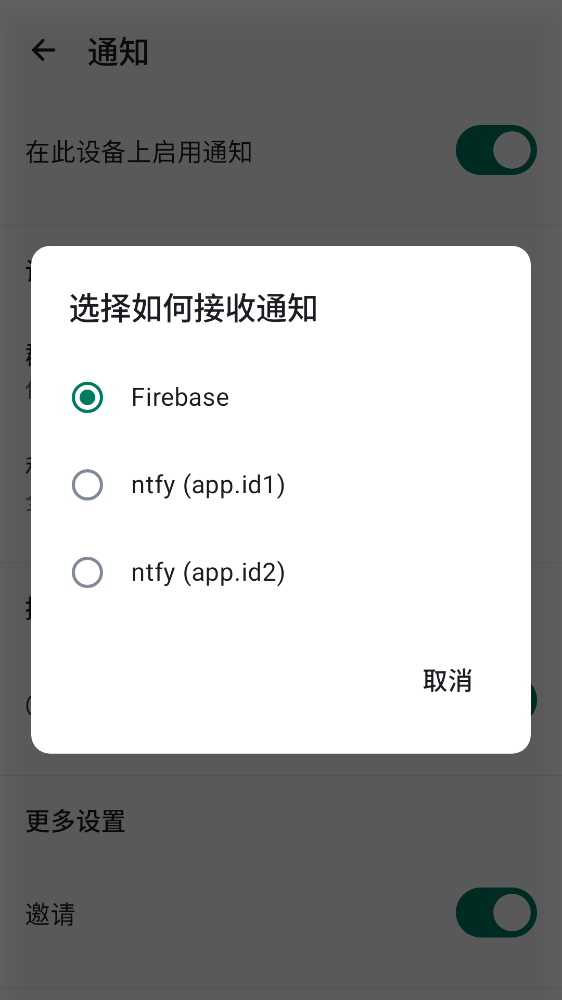 通知
在此设备上启用通知
选择如何接收通知
Firebase
ntfy (app.id1)
ntfy (app.id2)
取消
更多设置
邀请